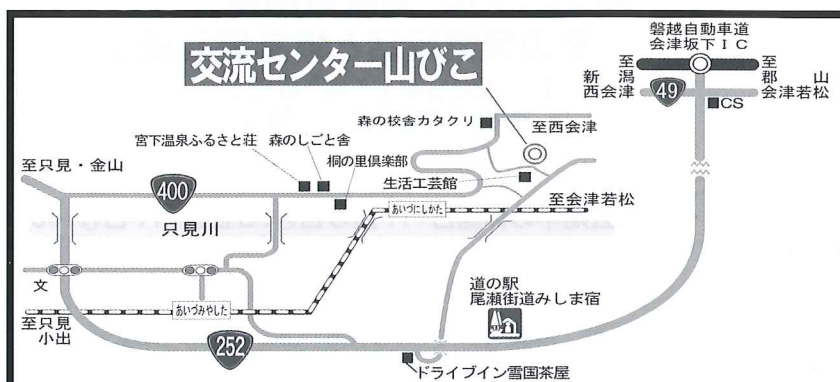 磐越自動車道
会津坂下IC
至
新潟
西会津
至
郡山
会津若松
49
CS
交流センター山びこ
森の校舎カタクリ
至西会津
宮下温泉ふるさと荘
森のしごと舎
桐の里倶楽部
生活工芸館
至只見・金山
400
至会津若松
あいづにしかた
只見川
文
あいづみやした
道の駅
尾瀬街道みしま宿
至只見
小出
252
ドライブイン雪国茶屋